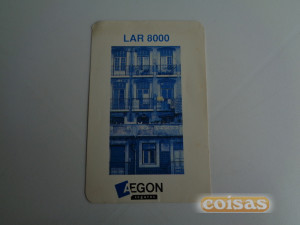 LAR 8000
AEGON
seguros
coisas